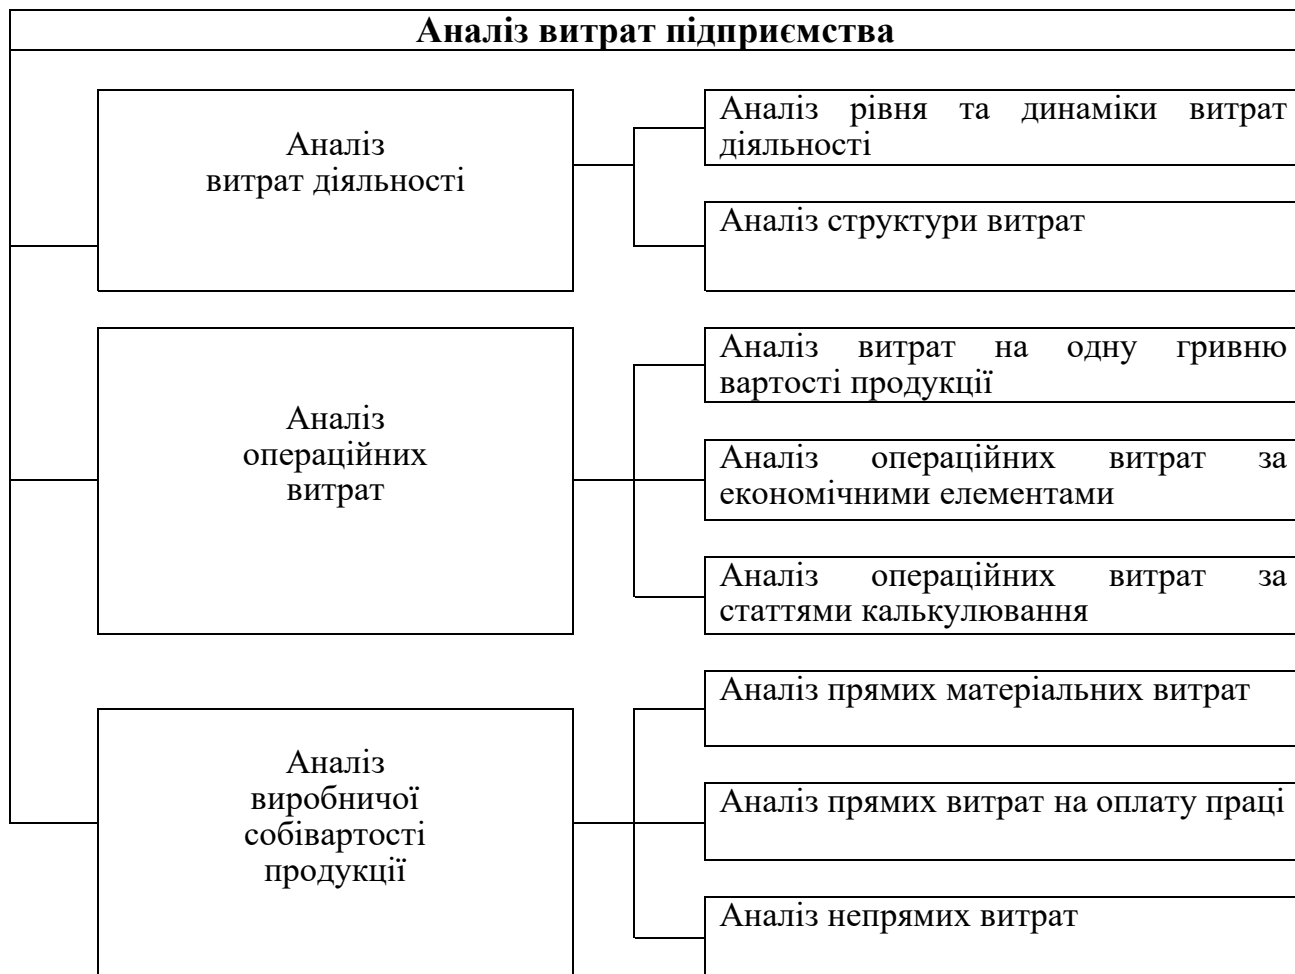 Аналіз витрат підприємства
Аналіз
витрат діяльності
Аналіз рівня та динаміки витрат
діяльності
Аналіз структури витрат
Аналіз
операційних
витрат
Аналіз витрат на одну гривню
вартості продукції
Аналіз операційних витрат за
економічними елементами
Аналіз операційних витрат за
статтями калькулювання
Аналіз
виробничої
собівартості
продукції
Аналіз прямих матеріальних витрат
Аналіз прямих витрат на оплату праці
Аналіз непрямих витрат